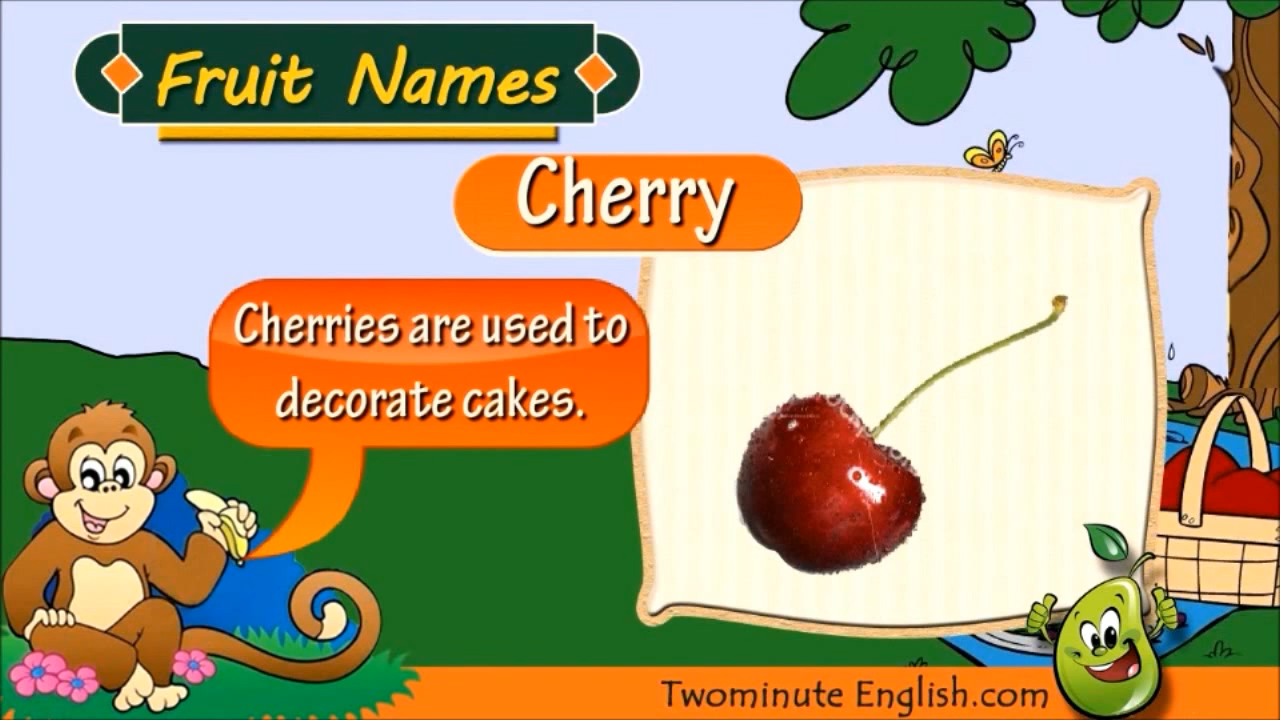 Fruit Names
Cherry
Cherries are used to
decorate cakes.
Twominute English.com